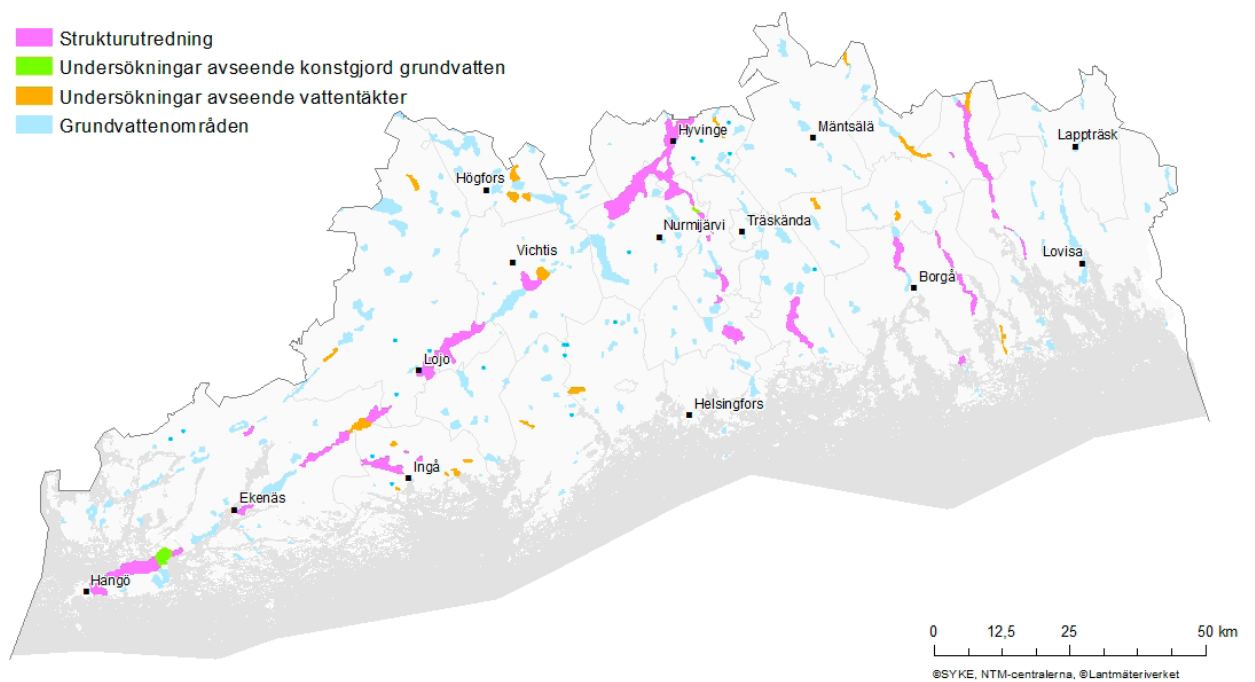 Strukturutredning
Undersökningar avseende konstgjord grundvatten
Undersökningar avseende vattentäkter
Grundvattenområden
Hyvinge
Mäntsälä
Lappträsk
Högfors
Nurmijärvi
Träskända
Vichtis
Lovisa
Borgå
Lojo
Helsingfors
Ingå
Ekenäs
Hangö
0 12,5 25 50 km
©SYKE, NTM-centralerna, ©Lantmäteriverket